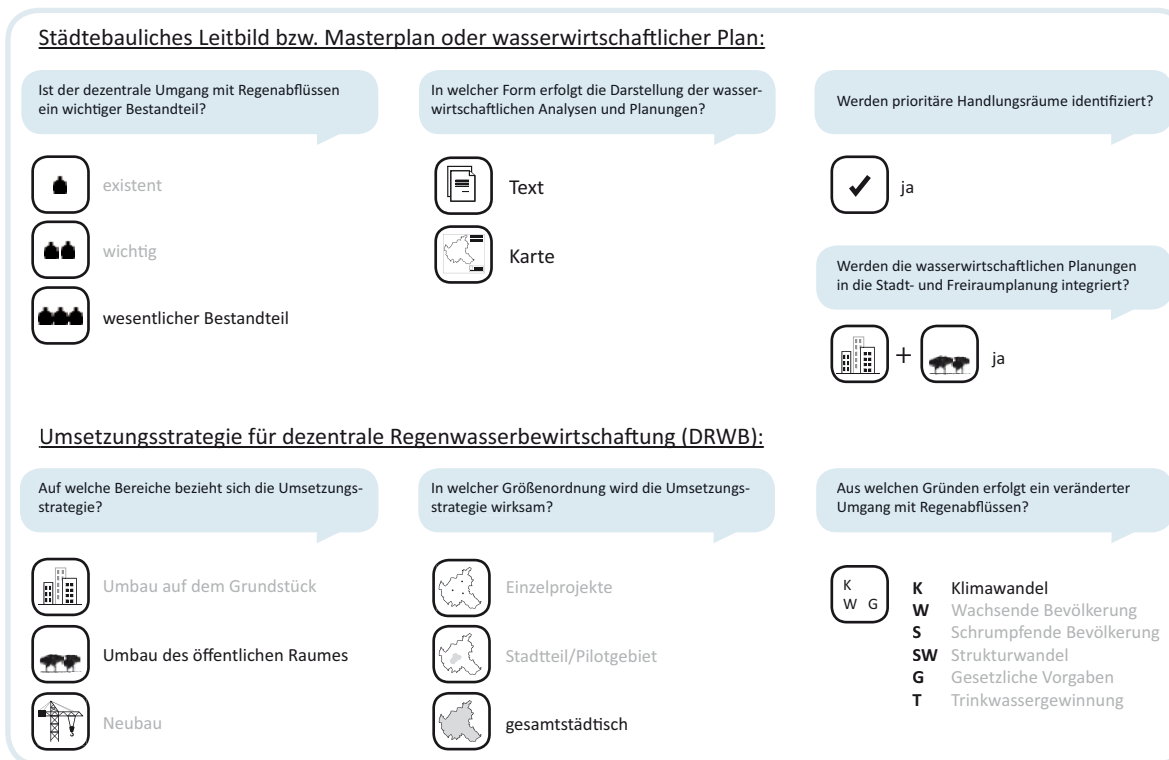 Städtebauliches Leitbild bzw. Masterplan oder wasserwirtschaftlicher Plan:
Ist der dezentrale Umgang mit Regenabflüssen
ein wichtiger Bestandteil?
existent
wichtig
wesentlicher Bestandteil
In welcher Form erfolgt die Darstellung der wasser-
wirtschaftlichen Analysen und Planungen?
Text
Karte
Werden prioritäre Handlungsräume identifiziert?
ja
Werden die wasserwirtschaftlichen Planungen
in die Stadt- und Freiraumplanung integriert?
+
ja
Umsetzungsstrategie für dezentrale Regenwasserbewirtschaftung (DRWB):
Auf welche Bereiche bezieht sich die Umsetzungs-
strategie?
Umbau auf dem Grundstück
Umbau des öffentlichen Raumes
Neubau
In welcher Größenordnung wird die Umsetzungs-
strategie wirksam?
Einzelprojekte
Stadtteil/Pilotgebiet
gesamtstädtisch
Aus welchen Gründen erfolgt ein veränderter
Umgang mit Regenabflüssen?
K
W G
K Klimawandel
W Wachsende Bevölkerung
S Schrumpfende Bevölkerung
SW Strukturwandel
G Gesetzliche Vorgaben
T Trinkwassergewinnung